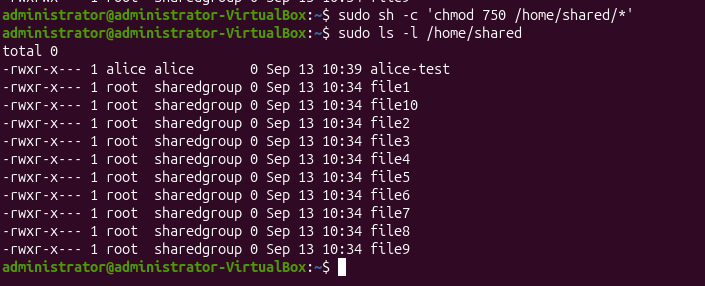 administrator@administrator-VirtualBox:~$ sudo sh -c 'chmod 750 /home/shared/*'
administrator@administrator-VirtualBox:~$ sudo ls -l /home/shared
total 0
-rwxr-x--- 1 alice alice       0 Sep 13 10:39 alice-test
-rwxr-x--- 1 root  sharedgroup 0 Sep 13 10:34 file1
-rwxr-x--- 1 root  sharedgroup 0 Sep 13 10:34 file10
-rwxr-x--- 1 root  sharedgroup 0 Sep 13 10:34 file2
-rwxr-x--- 1 root  sharedgroup 0 Sep 13 10:34 file3
-rwxr-x--- 1 root  sharedgroup 0 Sep 13 10:34 file4
-rwxr-x--- 1 root  sharedgroup 0 Sep 13 10:34 file5
-rwxr-x--- 1 root  sharedgroup 0 Sep 13 10:34 file6
-rwxr-x--- 1 root  sharedgroup 0 Sep 13 10:34 file7
-rwxr-x--- 1 root  sharedgroup 0 Sep 13 10:34 file8
-rwxr-x--- 1 root  sharedgroup 0 Sep 13 10:34 file9
administrator@administrator-VirtualBox:~$